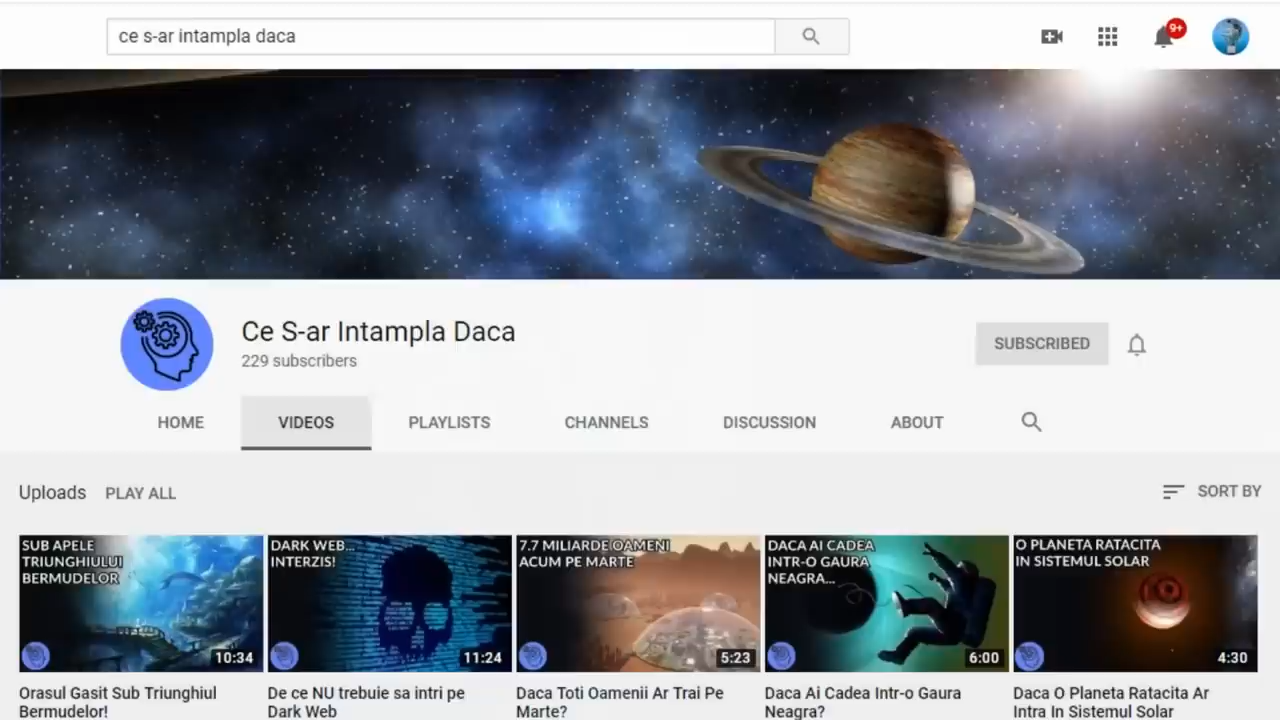 ce s-ar intampla daca
9+
Ce S-ar Intampla Daca
229 subscribers
SUBSCRIBED
HOME
VIDEOS
PLAYLISTS
CHANNELS
DISCUSSION
ABOUT
Uploads
PLAY ALL
SORT BY
SUB APELE
TRIUNGHIULUI
BERMUDELOR
10:34
Orasul Gasit Sub Triunghiul
Bermudelor!
DARK WEB...
INTERZIS!
11:24
De ce NU trebuie sa intri pe
Dark Web
7.7 MILIARDE OAMENI
ACUM PE MARTE
5:23
Daca Toti Oamenii Ar Trai Pe
Marte?
DACA AI CADEA
INTR-O GAURA
NEAGRA...
6:00
Daca Ai Cadea Intr-o Gaura
Neagra?
O PLANETA RATACITA
IN SISTEMUL SOLAR
4:30
Daca O Planeta Ratacita Ar
Intra In Sistemul Solar